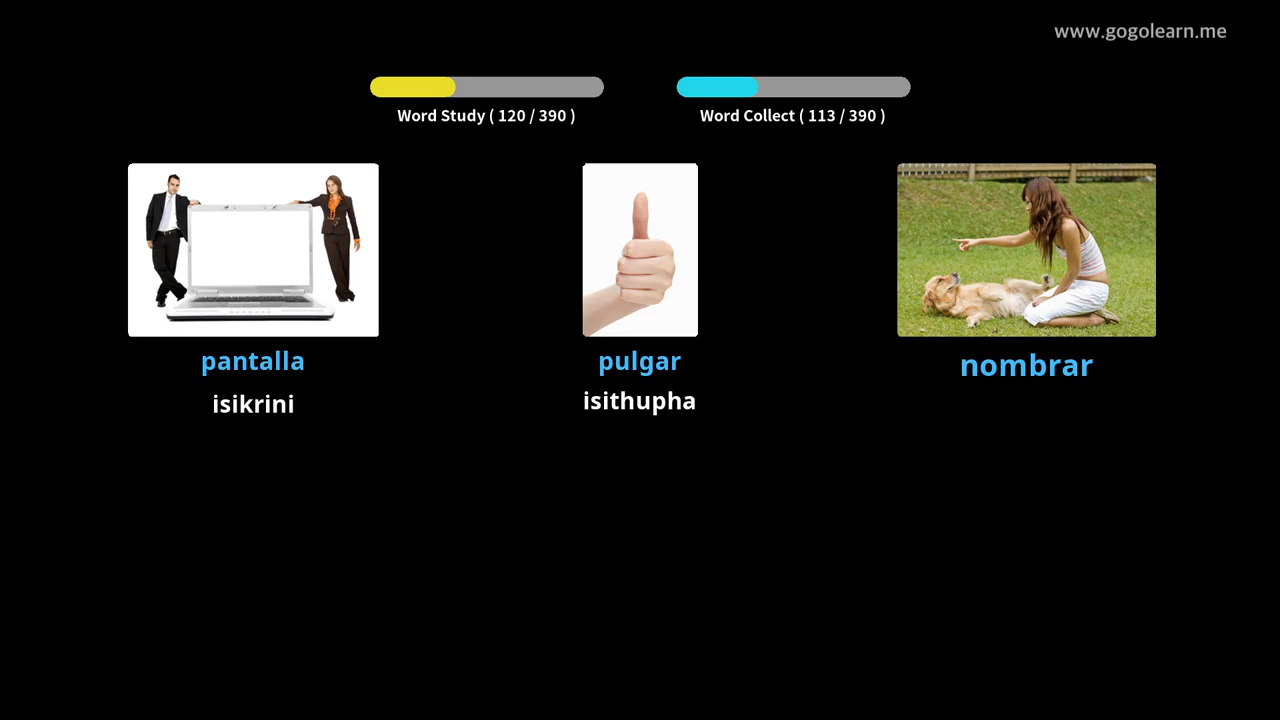 www.gogolearn.me
Word Study ( 120 / 390 )
Word Collect ( 113 / 390 )
pantalla
isikrini
pulgar
isithupha
nombrar